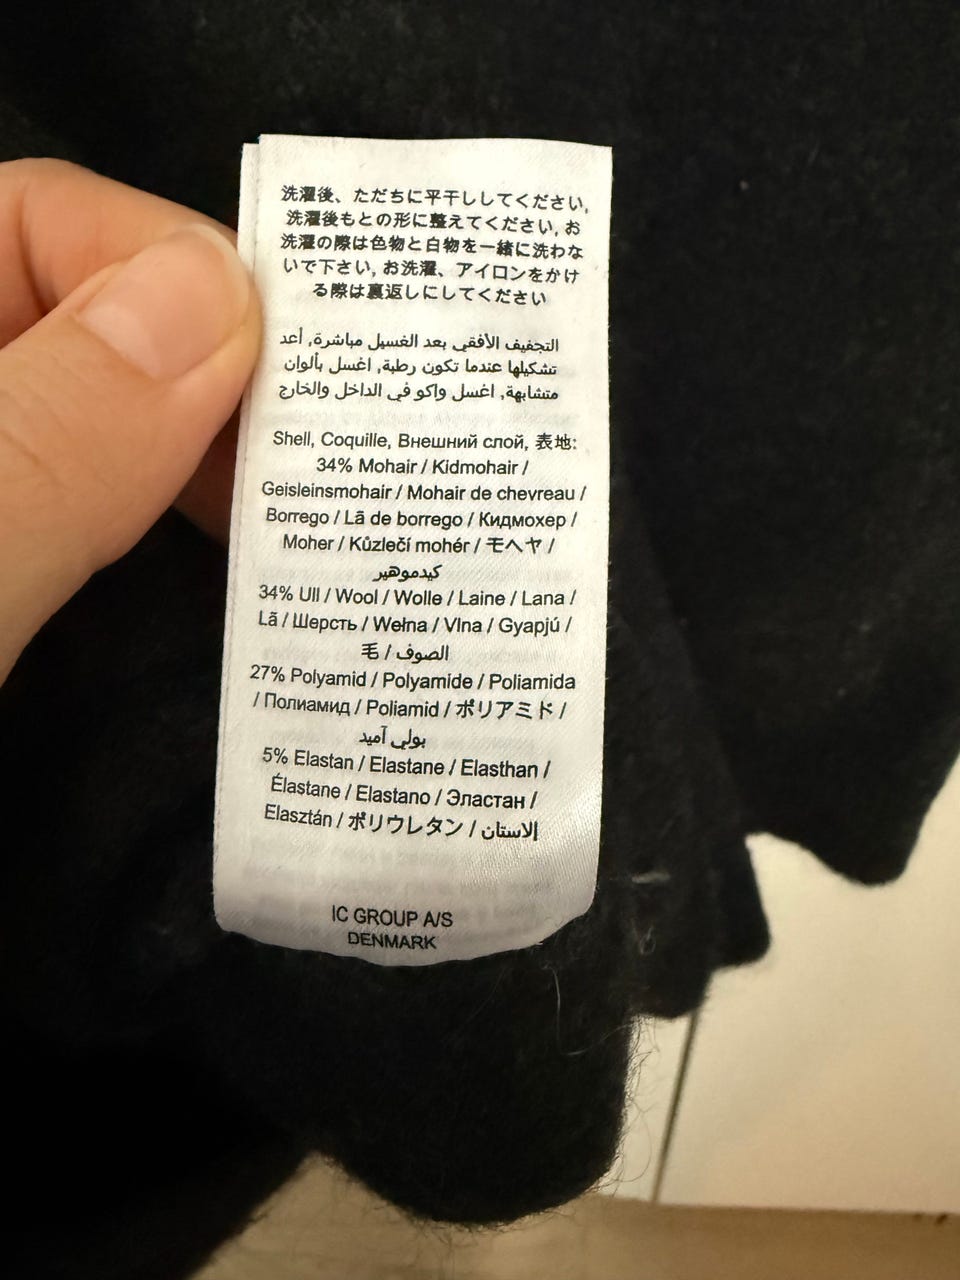 洗濯後、ただちに平干ししてください,
洗濯後もとの形に整えてください, お
洗濯の際は色物と白物を一緒に洗わな
いで下さい, お洗濯、アイロンをかけ
る際は裏返しにしてください
التجفيف الأفقي بعد الغسيل مباشرة, أعد
تشكيلها عندما تكون رطبة, اغسل بألوان
متشابهة, اغسل واكو في الداخل والخارج
Shell, Coquille, Внешний слой, 表地:
34% Mohair / Kidmohair /
Geisleinsmohair / Mohair de chevreau /
Borrego / Lã de borrego / Кидмохер /
Moher / Kůzlečí mohér / モヘヤ /
كيدموهير
34% Ull / Wool / Wolle / Laine / Lana /
Lã / Шерсть / Wełna / Vlna / Gyapjú /
毛 / الصوف
27% Polyamid / Polyamide / Poliamida
/ Полиамид / Poliamid / ポリアミド /
بولي آميد
5% Elastan / Elastane / Elasthan /
Élastane / Elastano / Эластан /
Elasztán / ポリウレタン / إلاستان
IC GROUP A/S
DENMARK